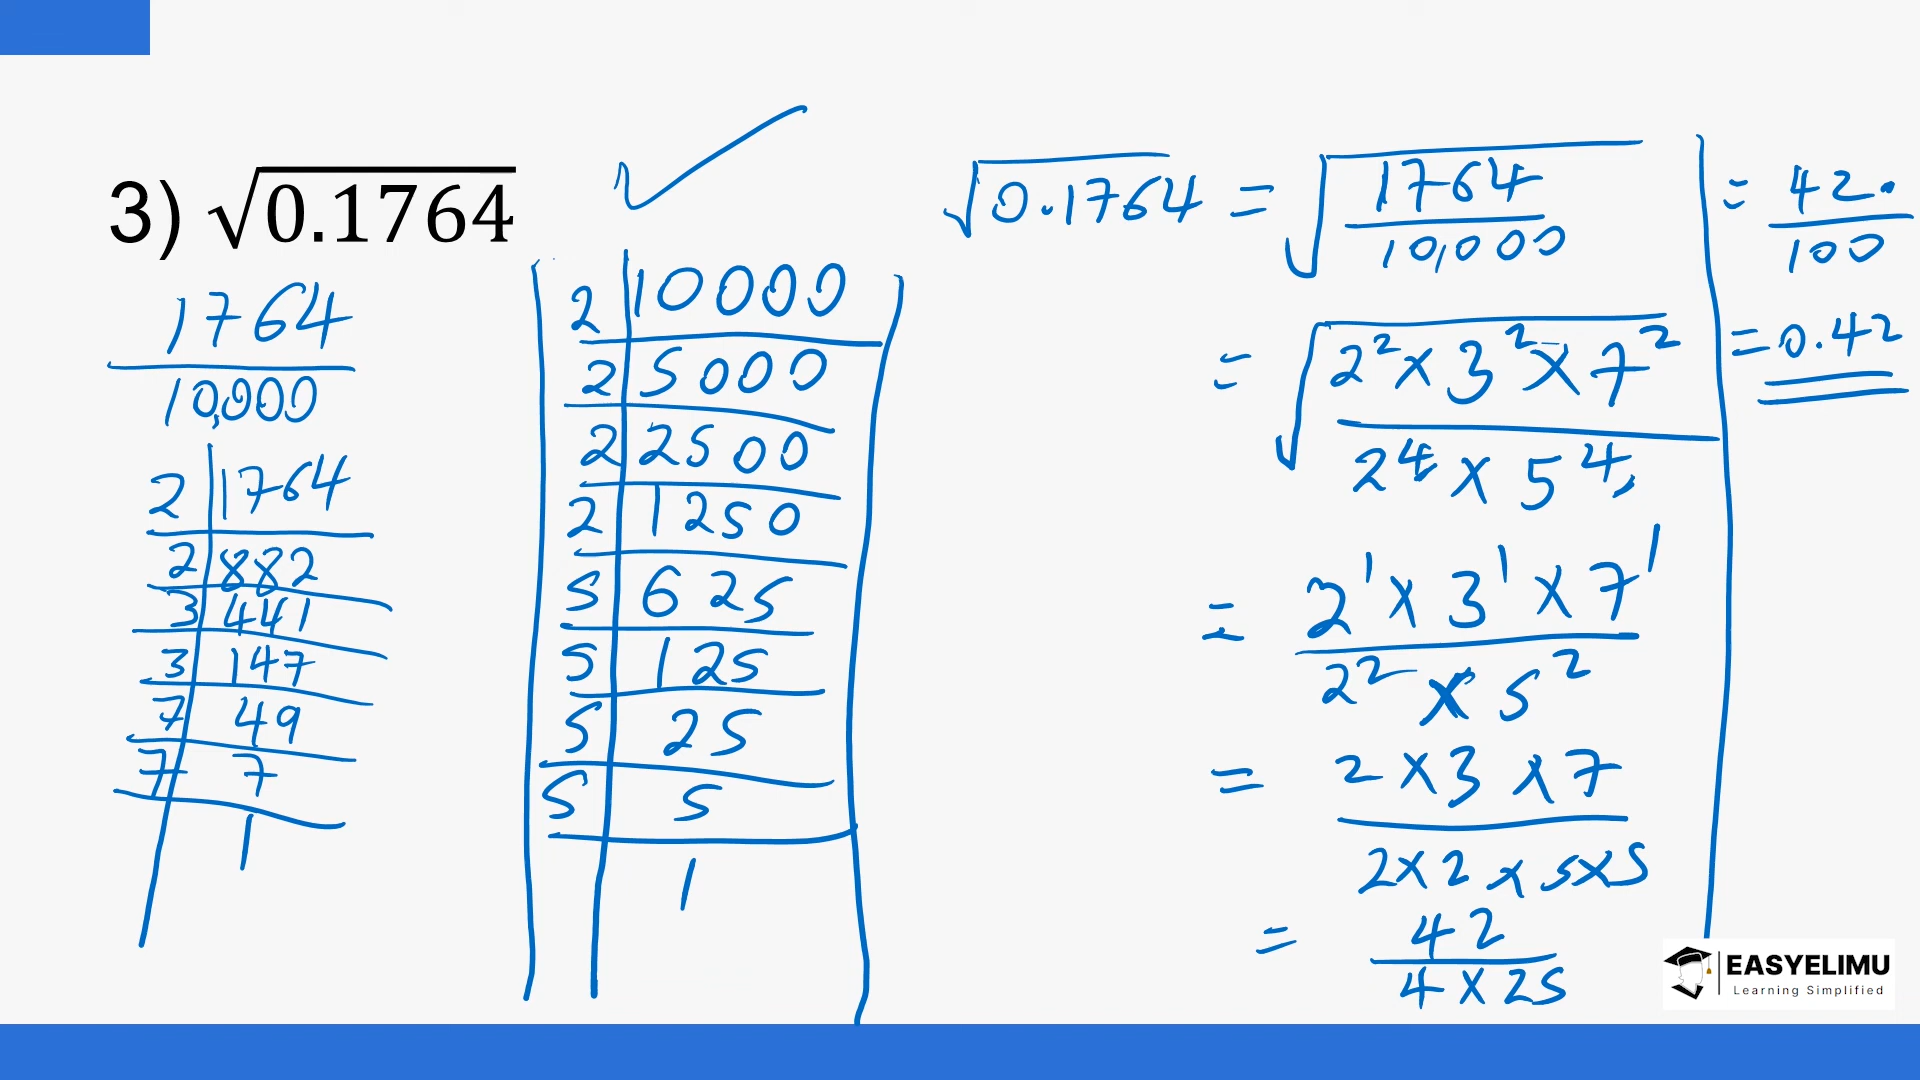 3) √0.1764
1764
10,000
2 | 1764
2 | 882
3 | 441
3 | 147
7 | 49
7 | 7
1
2 | 10000
2 | 5000
2 | 2500
2 | 1250
5 | 625
5 | 125
5 | 25
5 | 5
1
√0.1764 = √1764/10,000
= √2² × 3² × 7² / 2⁴ × 5⁴
= 2¹ × 3¹ × 7¹ / 2² × 5²
= 2 × 3 × 7 / 2 × 2 × 5 × 5
= 42 / 4 × 25
= 42. / 100
= 0.42
EASYELIMU
Learning Simplified